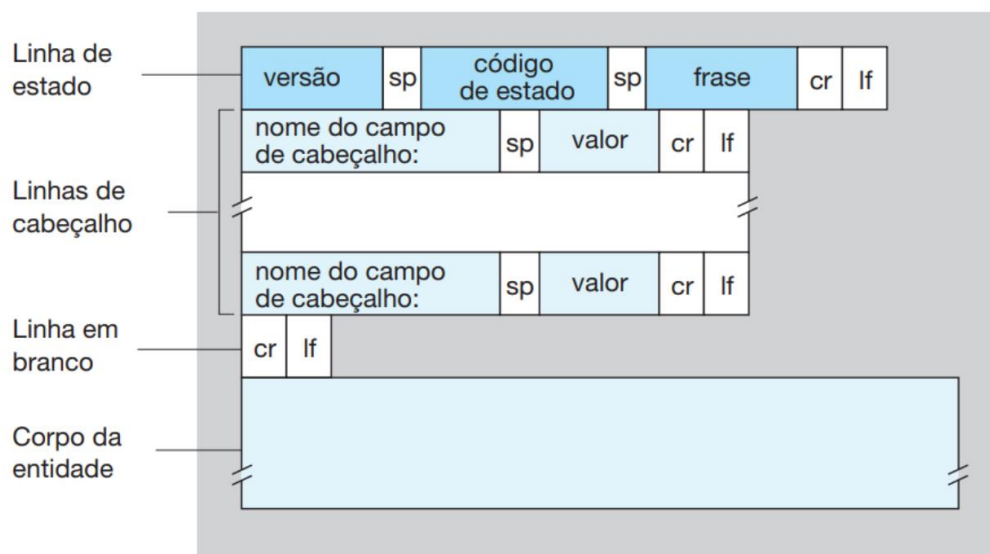 Linha de
estado
versão sp código
de estado sp frase cr lf
nome do campo
de cabeçalho: sp valor cr lf
Linhas de
cabeçalho
nome do campo
de cabeçalho: sp valor cr lf
Linha em
branco
cr lf
Corpo da
entidade